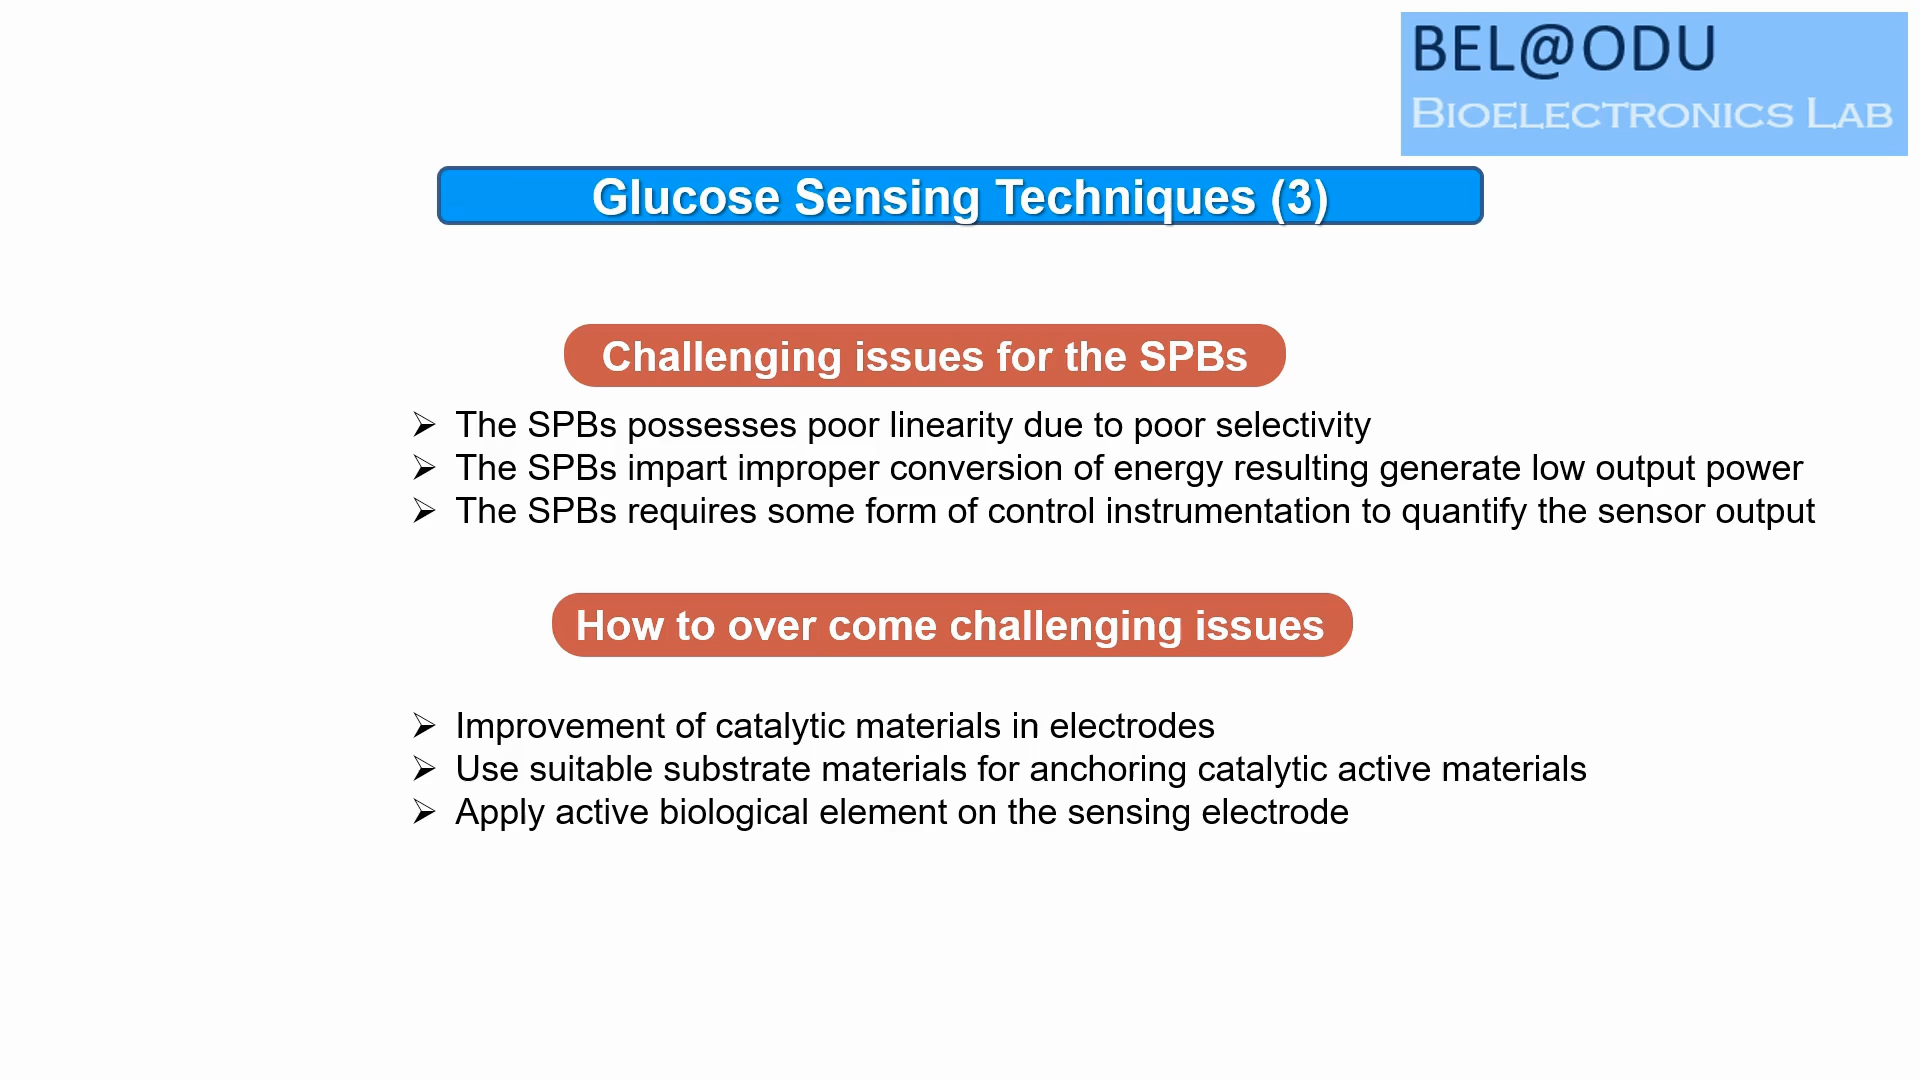 BEL@ODU
BIOELECTRONICS LAB
Glucose Sensing Techniques (3)
Challenging issues for the SPBs
➢ The SPBs possesses poor linearity due to poor selectivity
➢ The SPBs impart improper conversion of energy resulting generate low output power
➢ The SPBs requires some form of control instrumentation to quantify the sensor output
How to over come challenging issues
➢ Improvement of catalytic materials in electrodes
➢ Use suitable substrate materials for anchoring catalytic active materials
➢ Apply active biological element on the sensing electrode